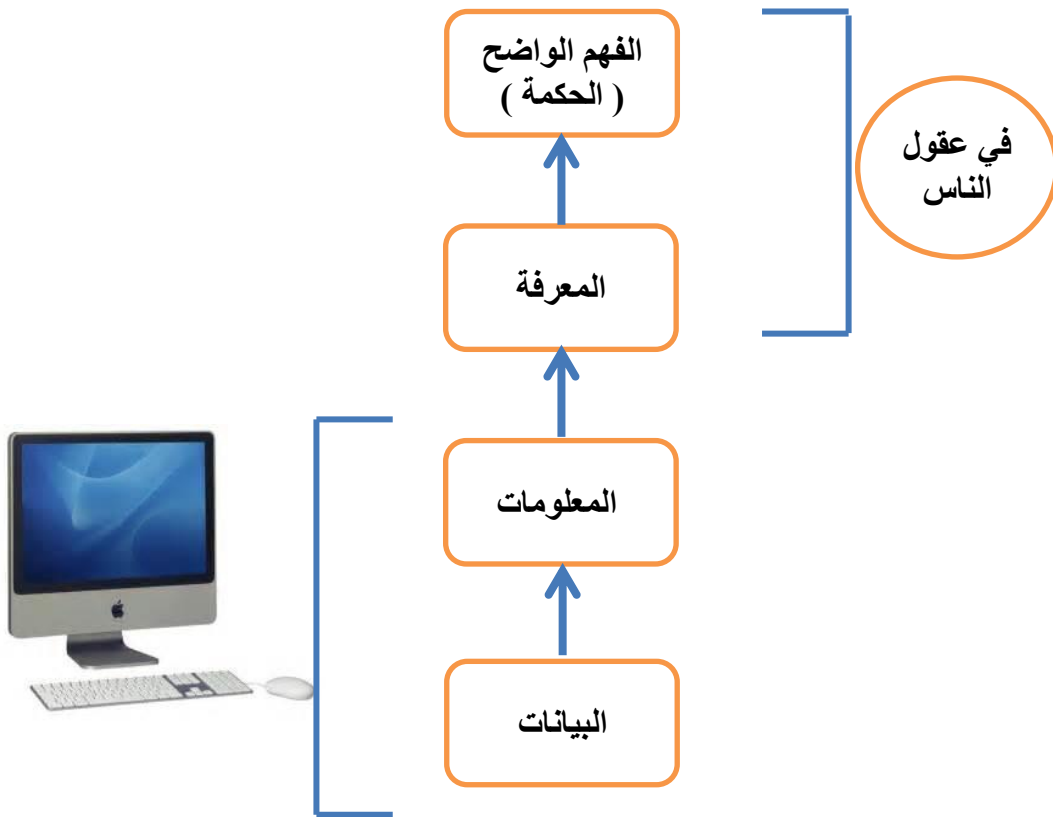 الفهم الواضح
( الحكمة )
في عقول
الناس
المعرفة
المعلومات
البيانات